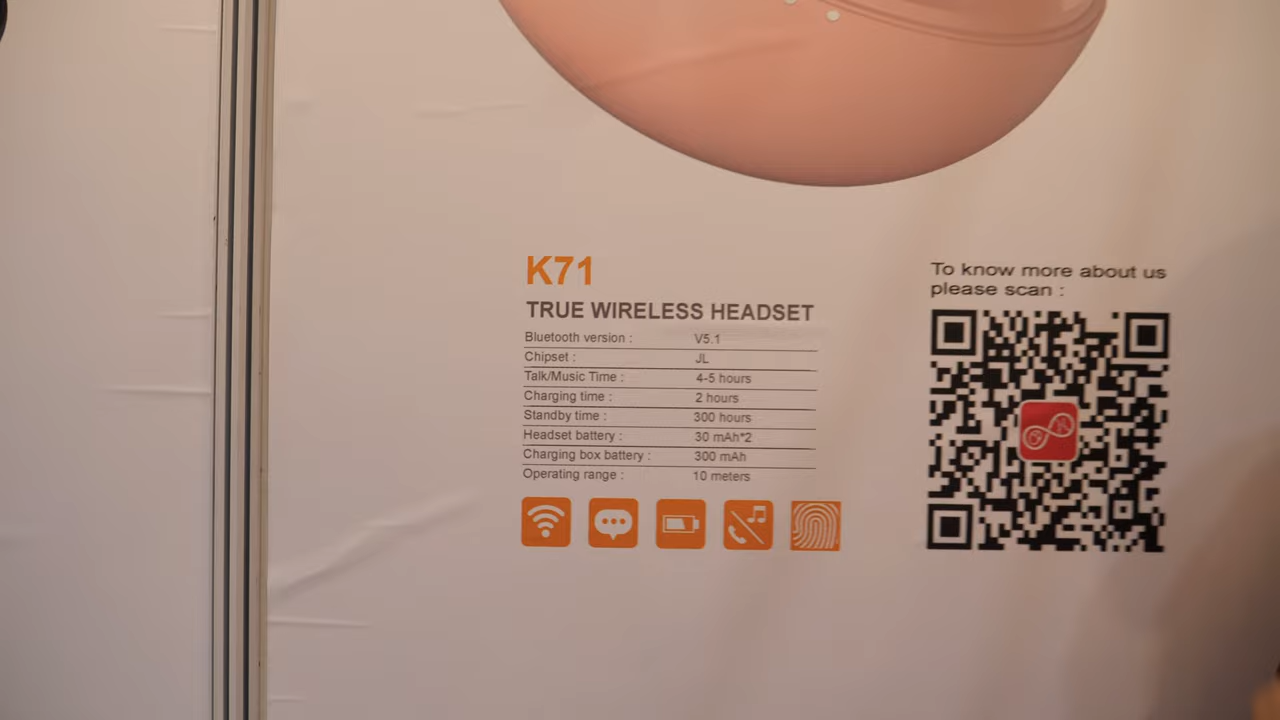 K71
TRUE WIRELESS HEADSET
Bluetooth version : V5.1
Chipset : JL
Talk/Music Time : 4-5 hours
Charging time : 2 hours
Standby time : 300 hours
Headset battery : 30 mAh*2
Charging box battery : 300 mAh
Operating range : 10 meters
To know more about us
please scan :